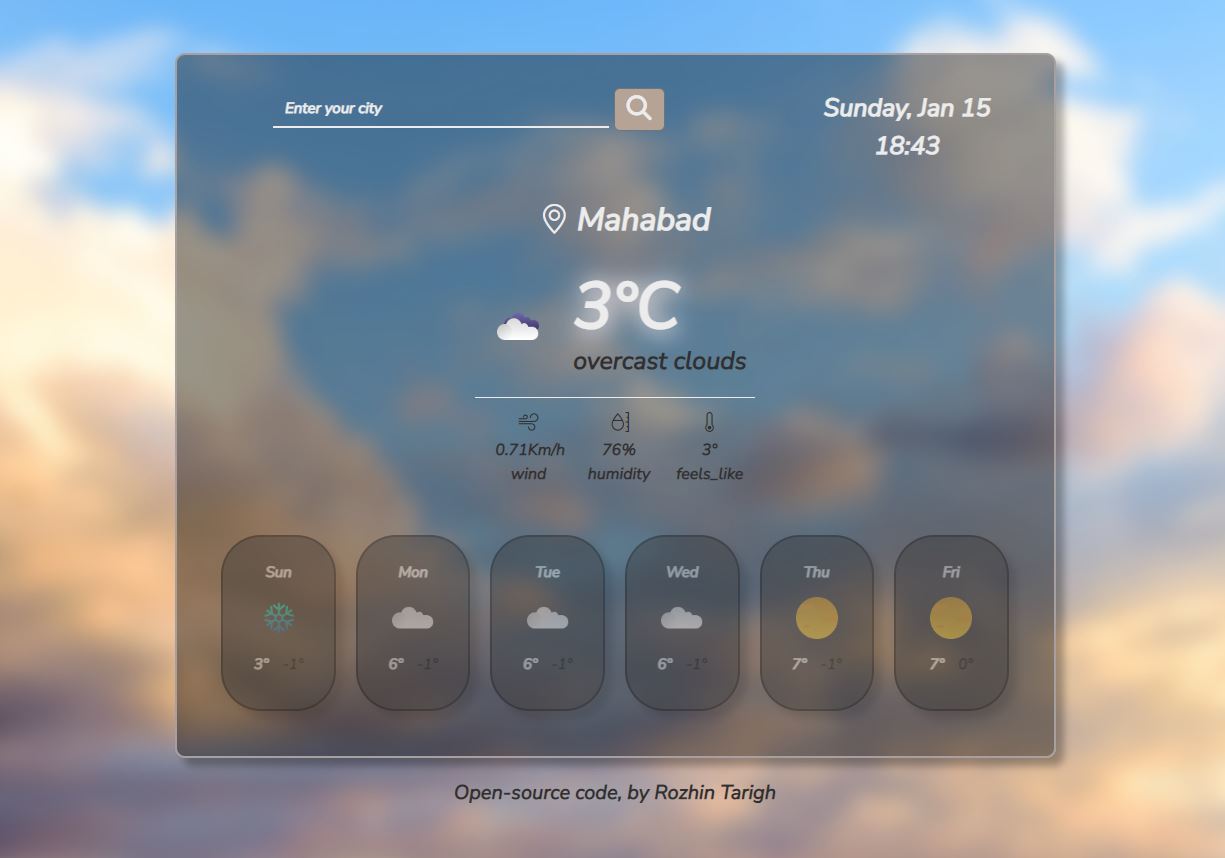 Enter your city
Sunday, Jan 15
18:43
Mahabad
3°C
overcast clouds
0.71Km/h 76% 3°
wind humidity feels_like
Sun Mon Tue Wed Thu Fri
3° -1° 6° -1° 6° -1° 6° -1° 7° -1° 7° 0°
Open-source code, by Rozhin Tarigh